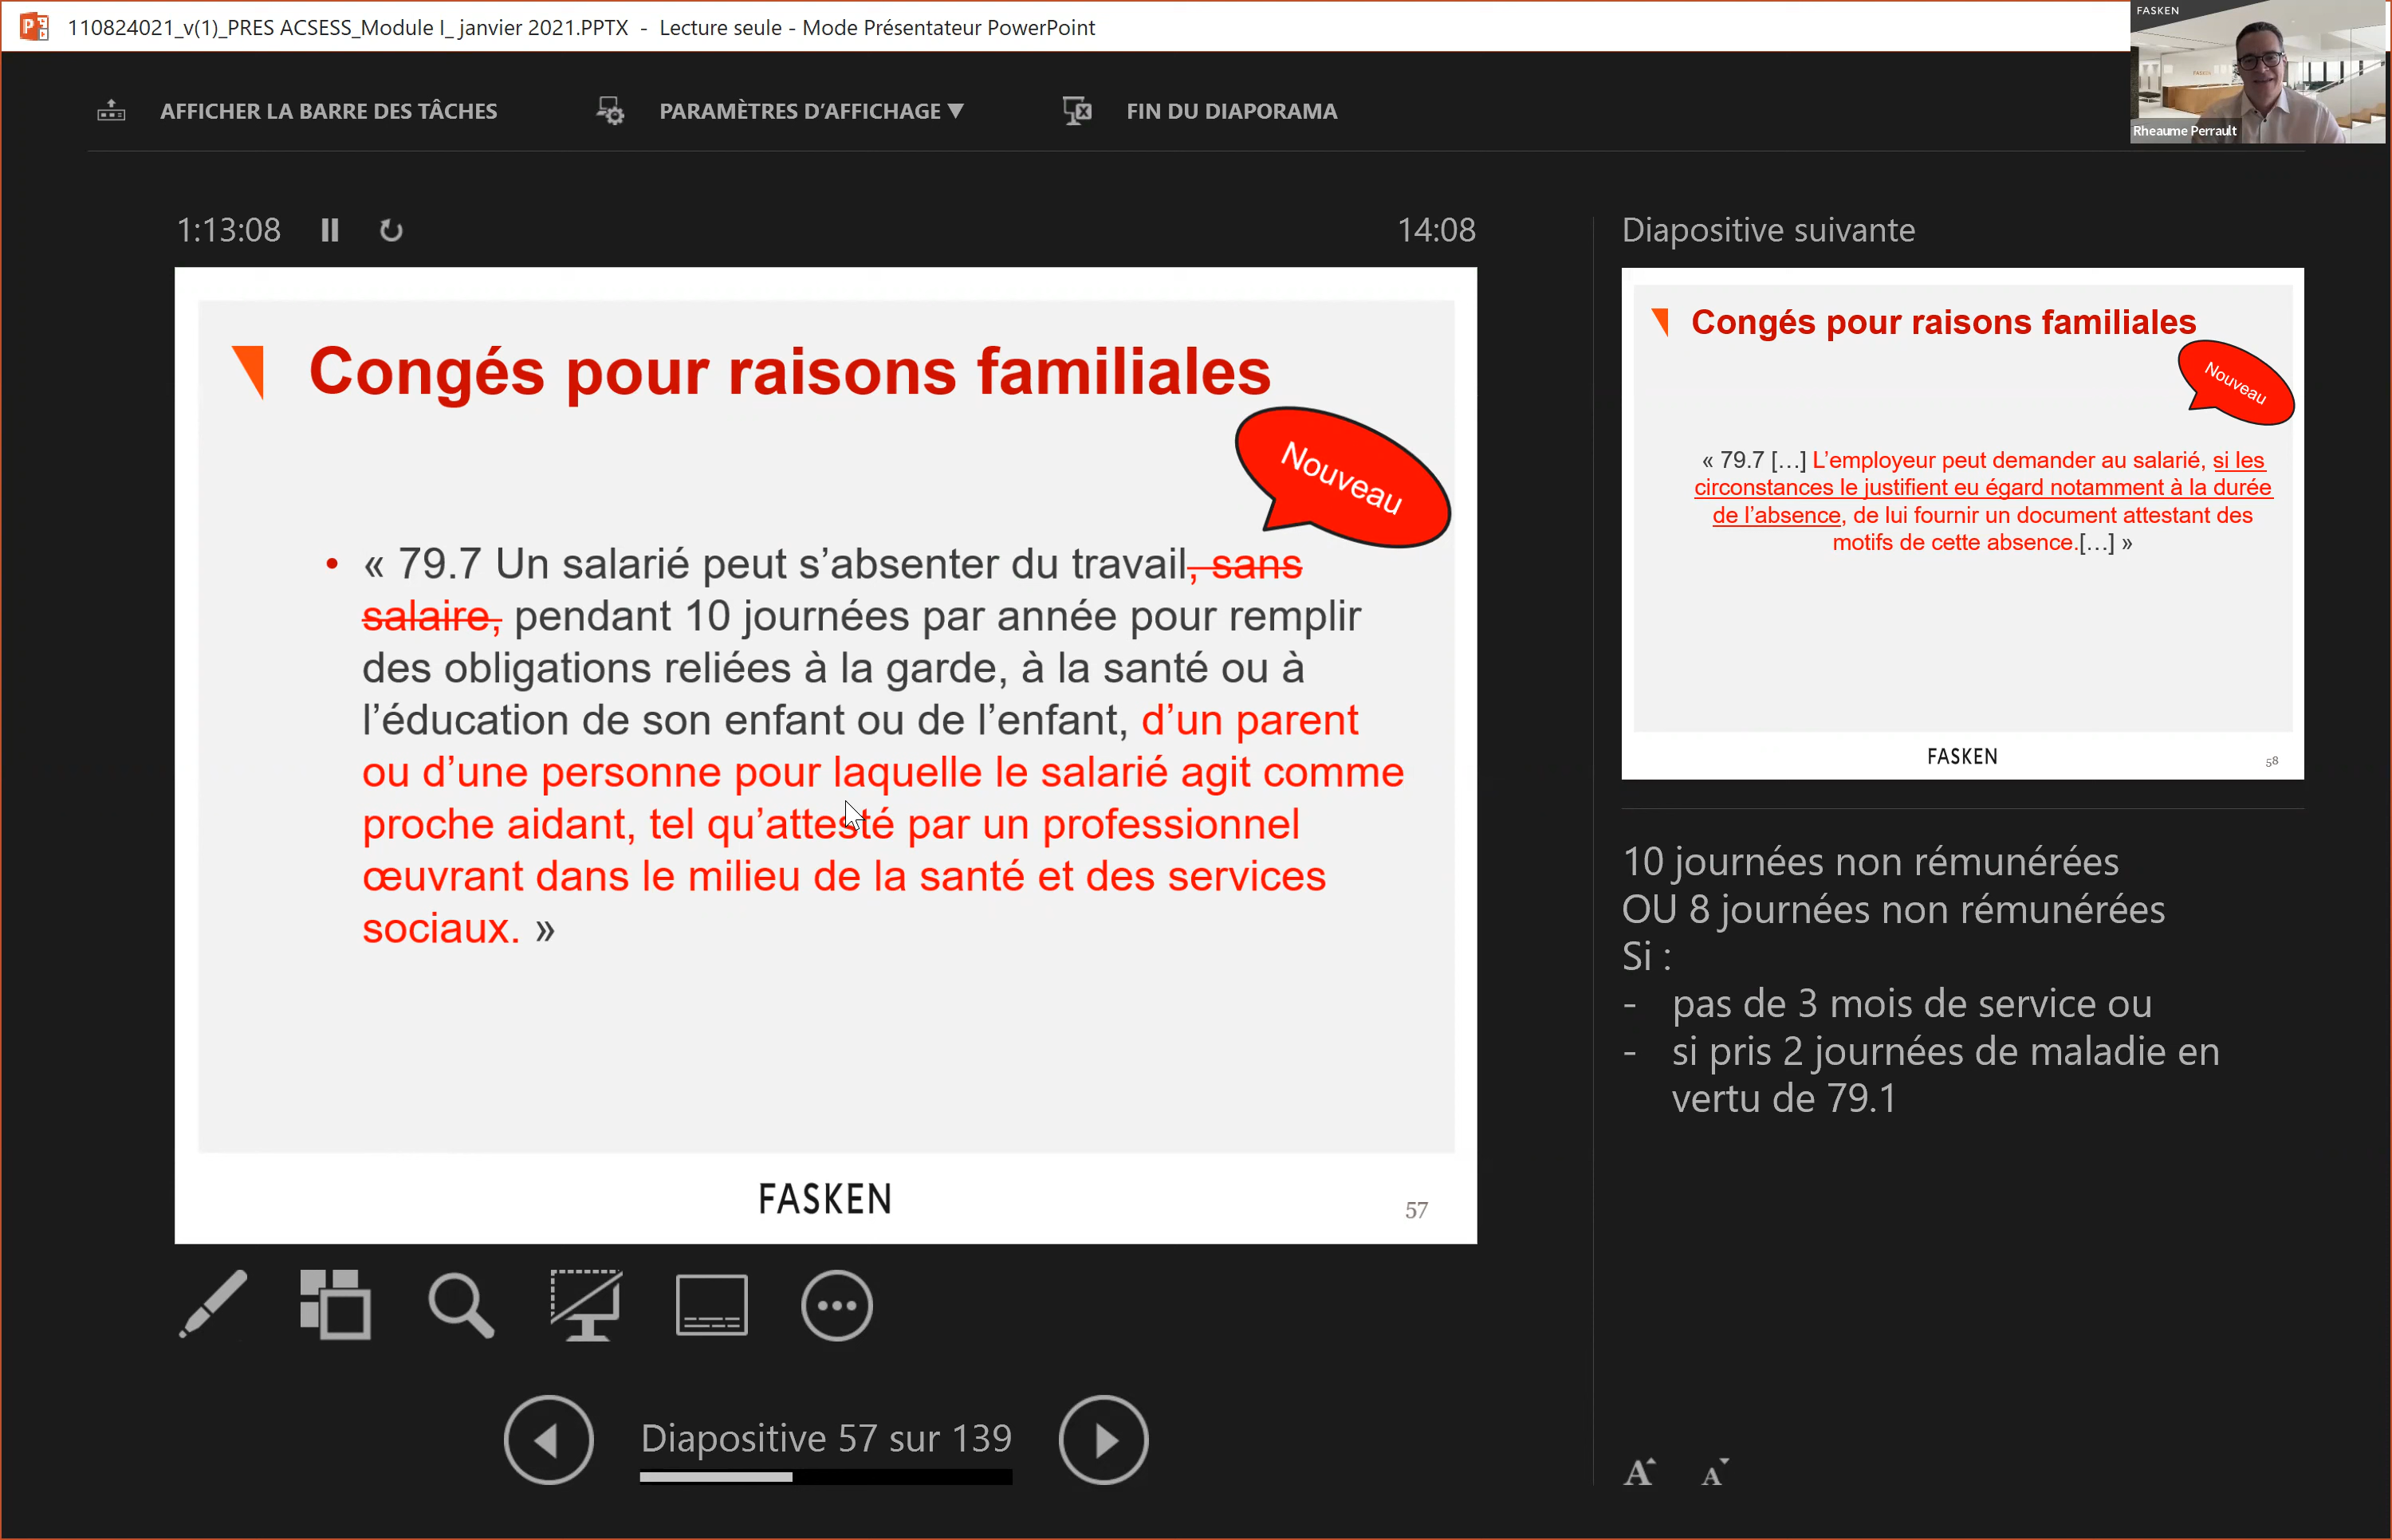 110824021_v(1)_PRES ACSESS_Module I_ janvier 2021.PPTX - Lecture seule - Mode Présentateur PowerPoint
FASKEN
Rheaume Perrault
AFFICHER LA BARRE DES TÂCHES
PARAMÈTRES D'AFFICHAGE ▼
FIN DU DIAPORAMA
1:13:08
14:08
Congés pour raisons familiales
Nouveau
• « 79.7 Un salarié peut s’absenter du travail, sans
salaire, pendant 10 journées par année pour remplir
des obligations reliées à la garde, à la santé ou à
l’éducation de son enfant ou de l’enfant, d’un parent
ou d’une personne pour laquelle le salarié agit comme
proche aidant, tel qu’attesté par un professionnel
œuvrant dans le milieu de la santé et des services
sociaux. »
FASKEN
57
Diapositive 57 sur 139
Diapositive suivante
Congés pour raisons familiales
Nouveau
« 79.7 […] L’employeur peut demander au salarié, si les
circonstances le justifient eu égard notamment à la durée
de l’absence, de lui fournir un document attestant des
motifs de cette absence.[…] »
FASKEN
58
10 journées non rémunérées
OU 8 journées non rémunérées
Si :
- pas de 3 mois de service ou
- si pris 2 journées de maladie en
vertu de 79.1
A A